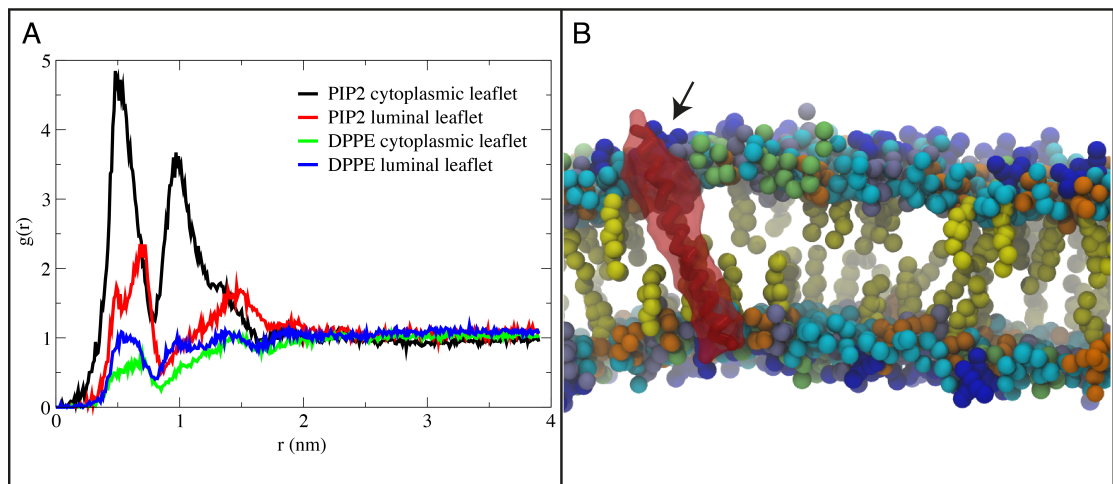 A
B
5
4
3
2
1
0
g(r)
PIP2 cytoplasmic leaflet
PIP2 luminal leaflet
DPPE cytoplasmic leaflet
DPPE luminal leaflet
0
1
2
3
4
r (nm)